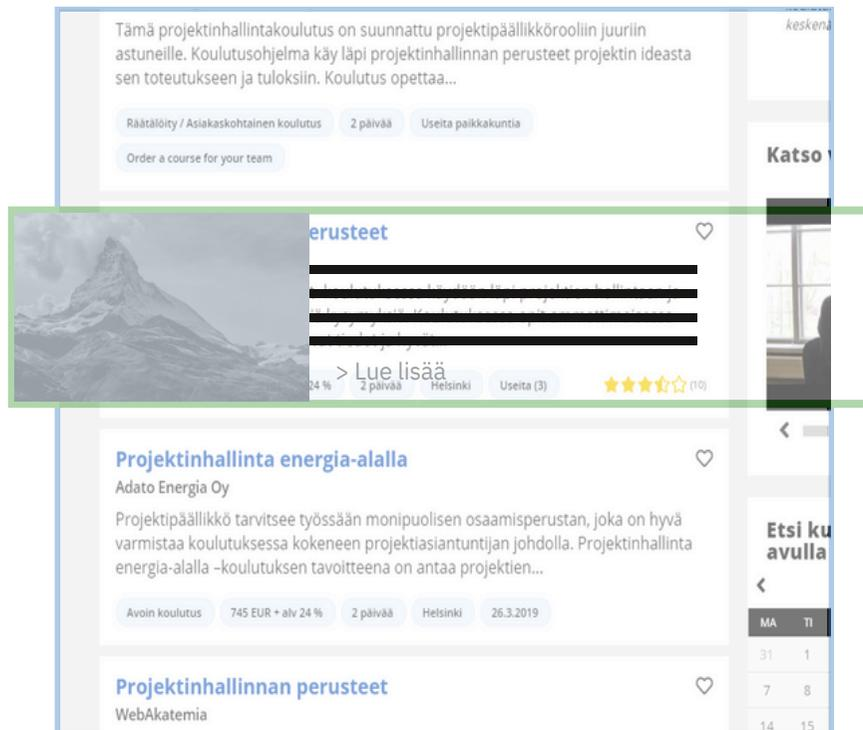 keskenä
Tämä projektinhallintakoulutus on suunnattu projektipäällikkörooliin juuriin
astuneille. Koulutusohjelma käy läpi projektinhallinnan perusteet projektin ideasta
sen toteutukseen ja tuloksiin. Koulutus opettaa...
Räätälöity / Asiakaskohtainen koulutus 2 päivää Useita paikkakuntia
Order a course for your team
Katso
erusteet
24 % 2 päivää Helsinki Useita (3) (10)
> Lue lisää
Projektinhallinta energia-alalla
Adato Energia Oy
Projektipäällikkö tarvitsee työssään monipuolisen osaamisperustan, joka on hyvä
varmistaa koulutuksessa kokeneen projektiasiantuntijan johdolla. Projektinhallinta
energia-alalla –koulutuksen tavoitteena on antaa projektien...
Avoin koulutus 745 EUR + alv 24 % 2 päivää Helsinki 26.3.2019
Etsi ku
avulla
MA TI
31 1
7 8
14 15
Projektinhallinnan perusteet
WebAkatemia